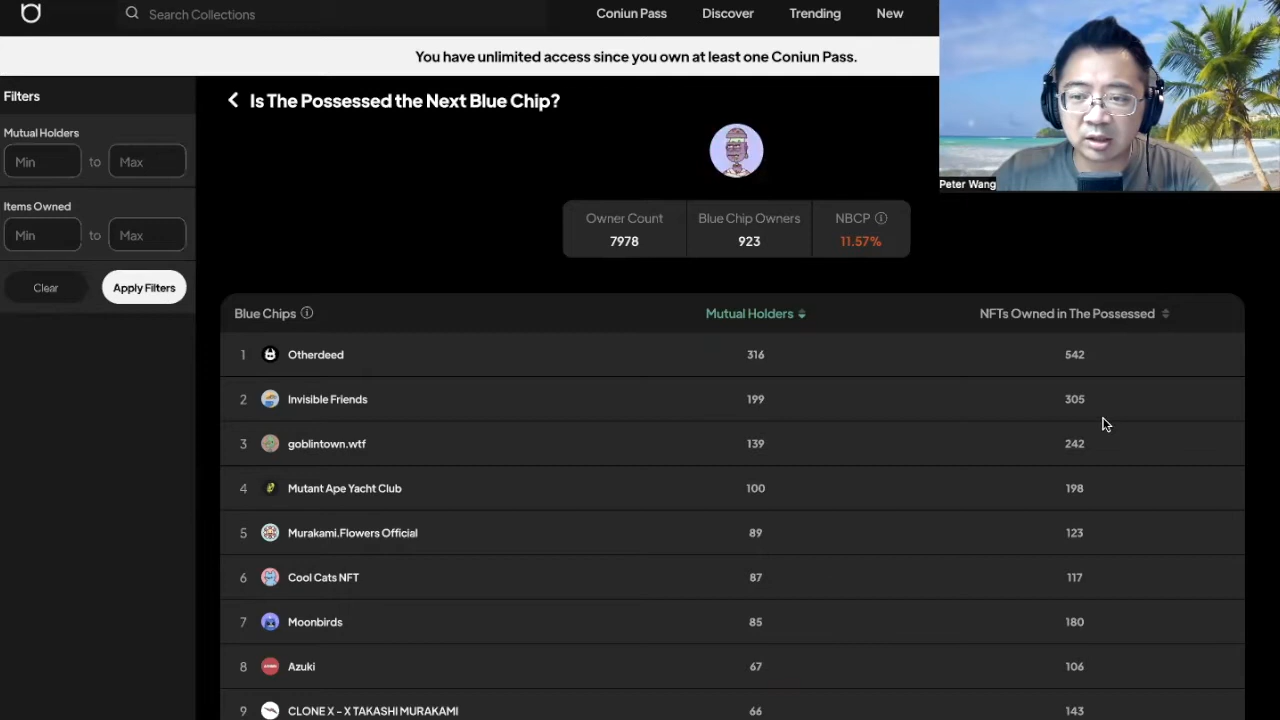 Search Collections
Coniun Pass
Discover
Trending
New
You have unlimited access since you own at least one Coniun Pass.
Peter Wang
Filters
Mutual Holders
Min to Max
Items Owned
Min to Max
Clear
Apply Filters
Is The Possessed the Next Blue Chip?
Owner Count
7978
Blue Chip Owners
923
NBCP
11.57%
Blue Chips Mutual Holders NFTs Owned in The Possessed
1 Otherdeed 316 542
2 Invisible Friends 199 305
3 goblintown.wtf 139 242
4 Mutant Ape Yacht Club 100 198
5 Murakami.Flowers Official 89 123
6 Cool Cats NFT 87 117
7 Moonbirds 85 180
8 Azuki 67 106
9 CLONE X - X TAKASHI MURAKAMI 66 143